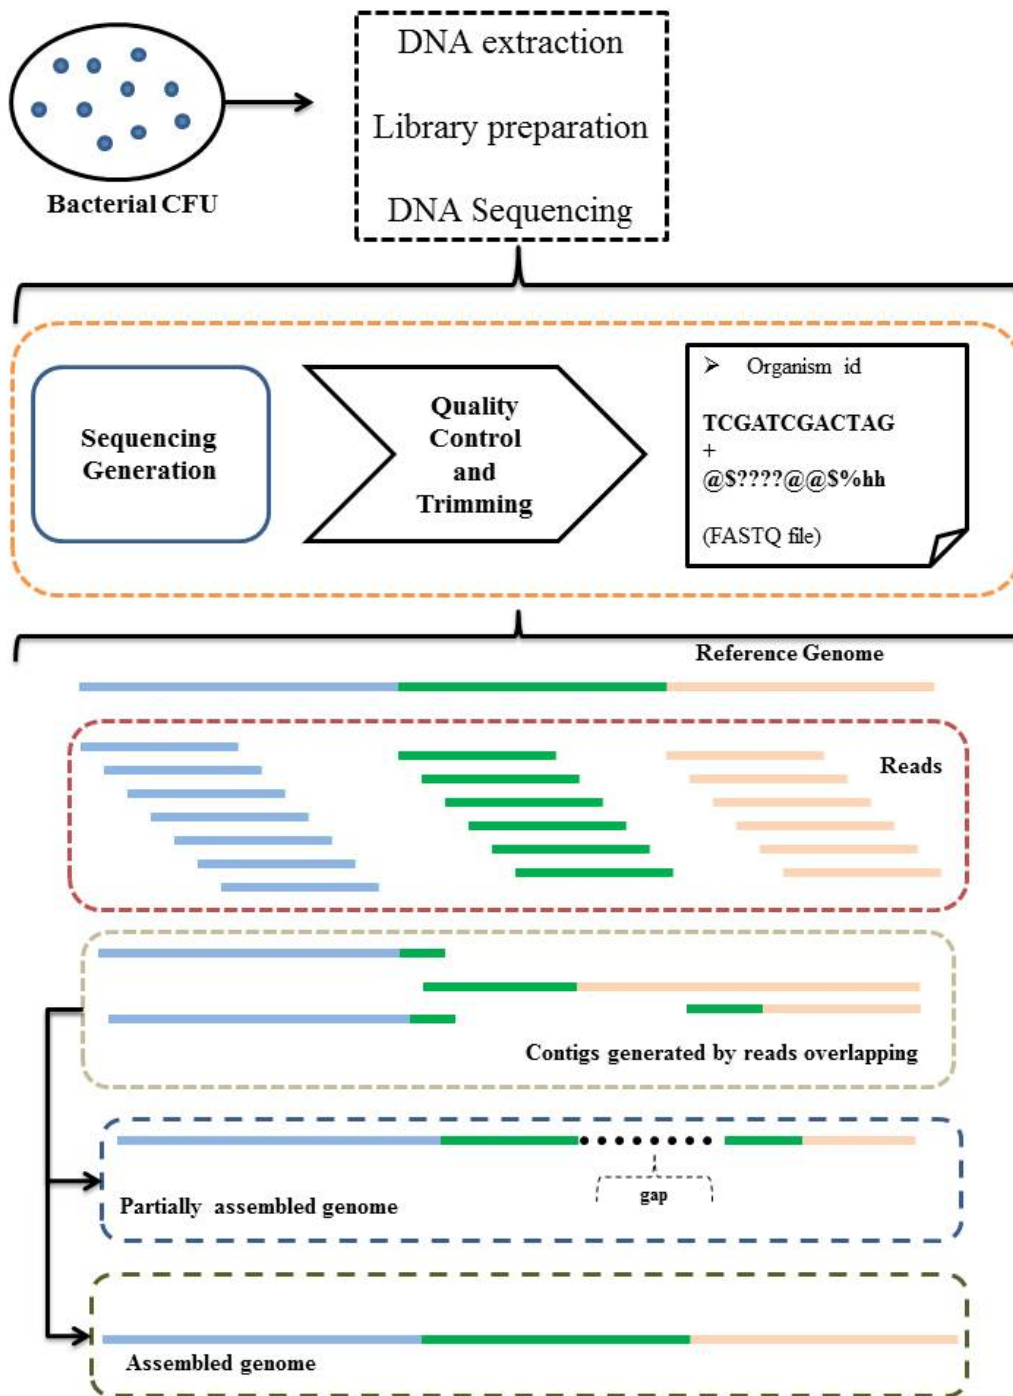 DNA extraction
Library preparation
DNA Sequencing
Bacterial CFU
Sequencing
Generation
Quality
Control
and
Trimming
➢ Organism id
TCGATCGACTAG
+
@$????@@$%hh
(FASTQ file)
Reference Genome
Reads
Contigs generated by reads overlapping
gap
Partially assembled genome
Assembled genome